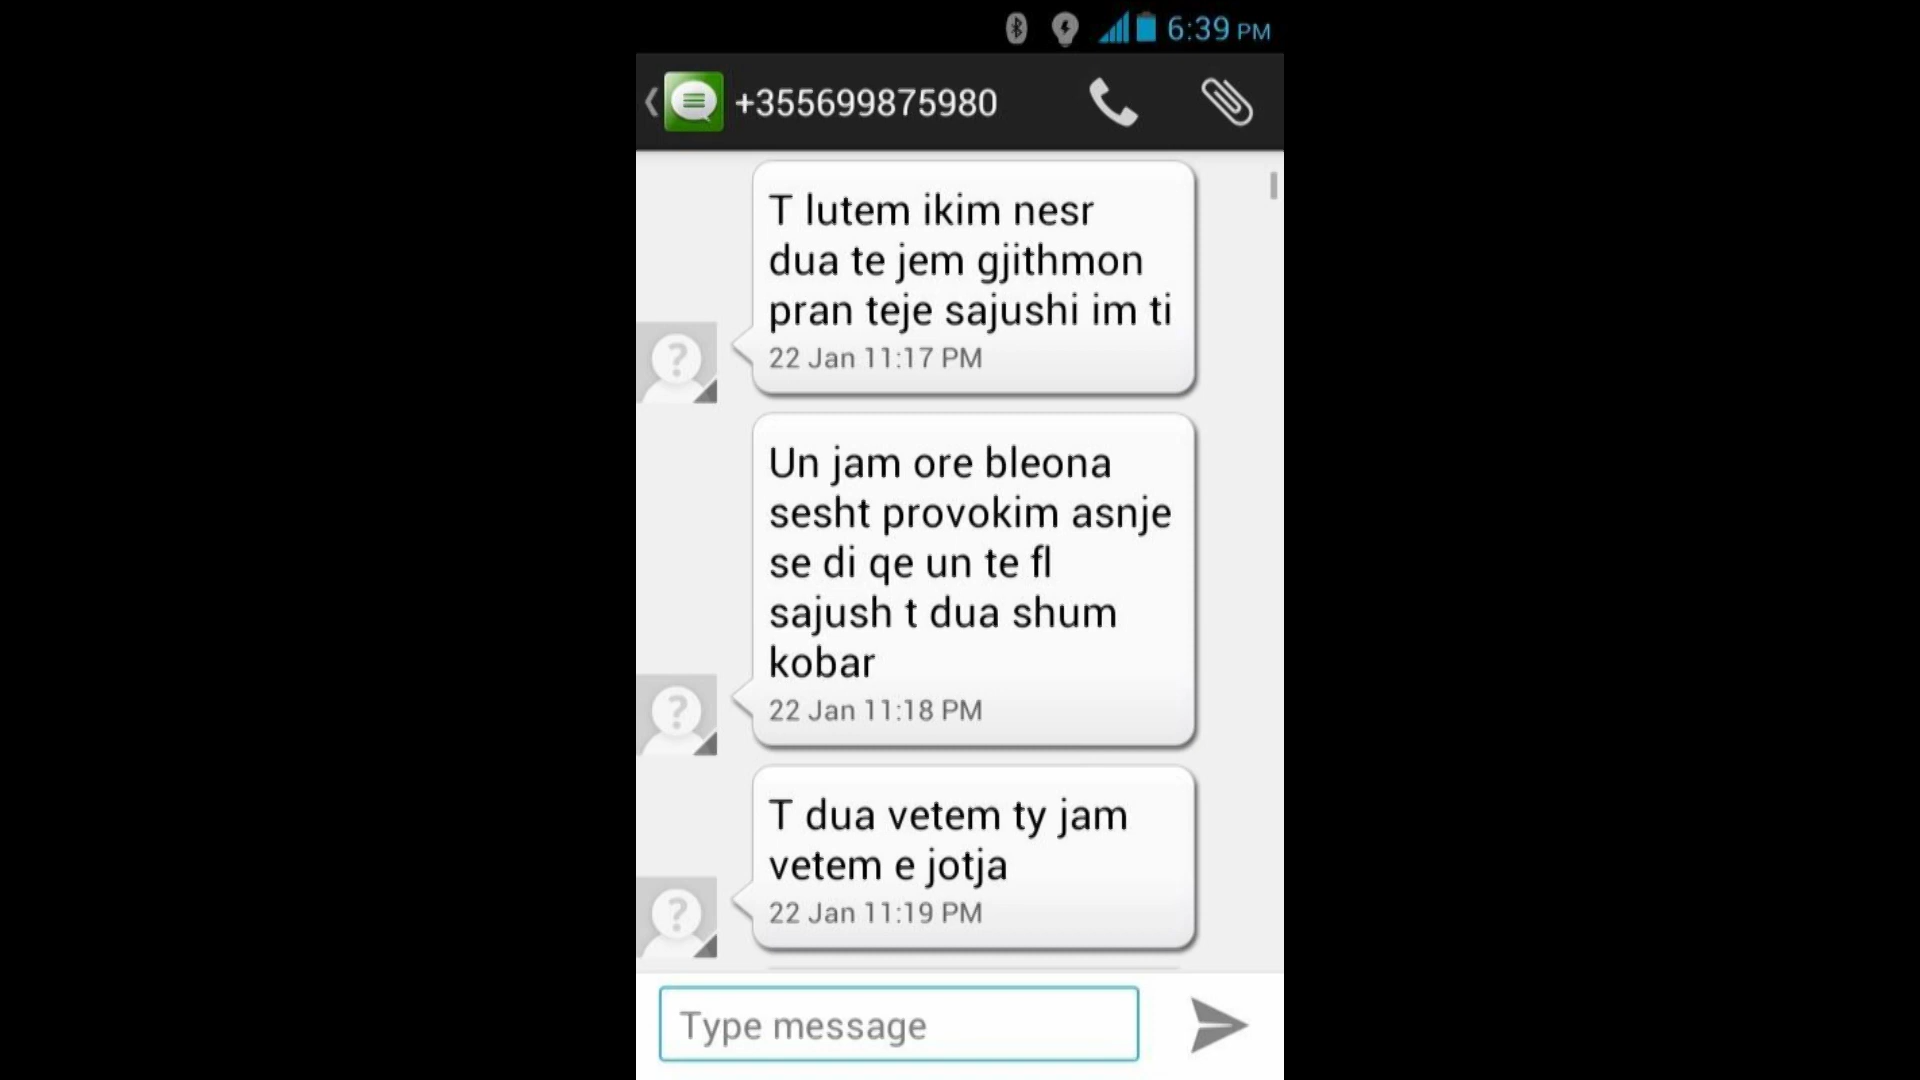 6:39 PM
+355699875980
T lutem ikim nesr
dua te jem gjithmon
pran teje sajushi im ti
22 Jan 11:17 PM
Un jam ore bleona
sesht provokim asnje
se di qe un te fl
sajush t dua shum
kobar
22 Jan 11:18 PM
T dua vetem ty jam
vetem e jotja
22 Jan 11:19 PM
Type message